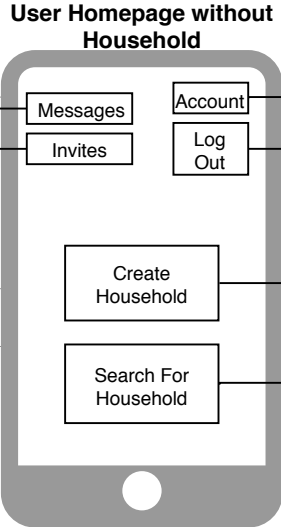 User Homepage without
Household
Messages
Account
Invites
Log
Out
Create
Household
Search For
Household